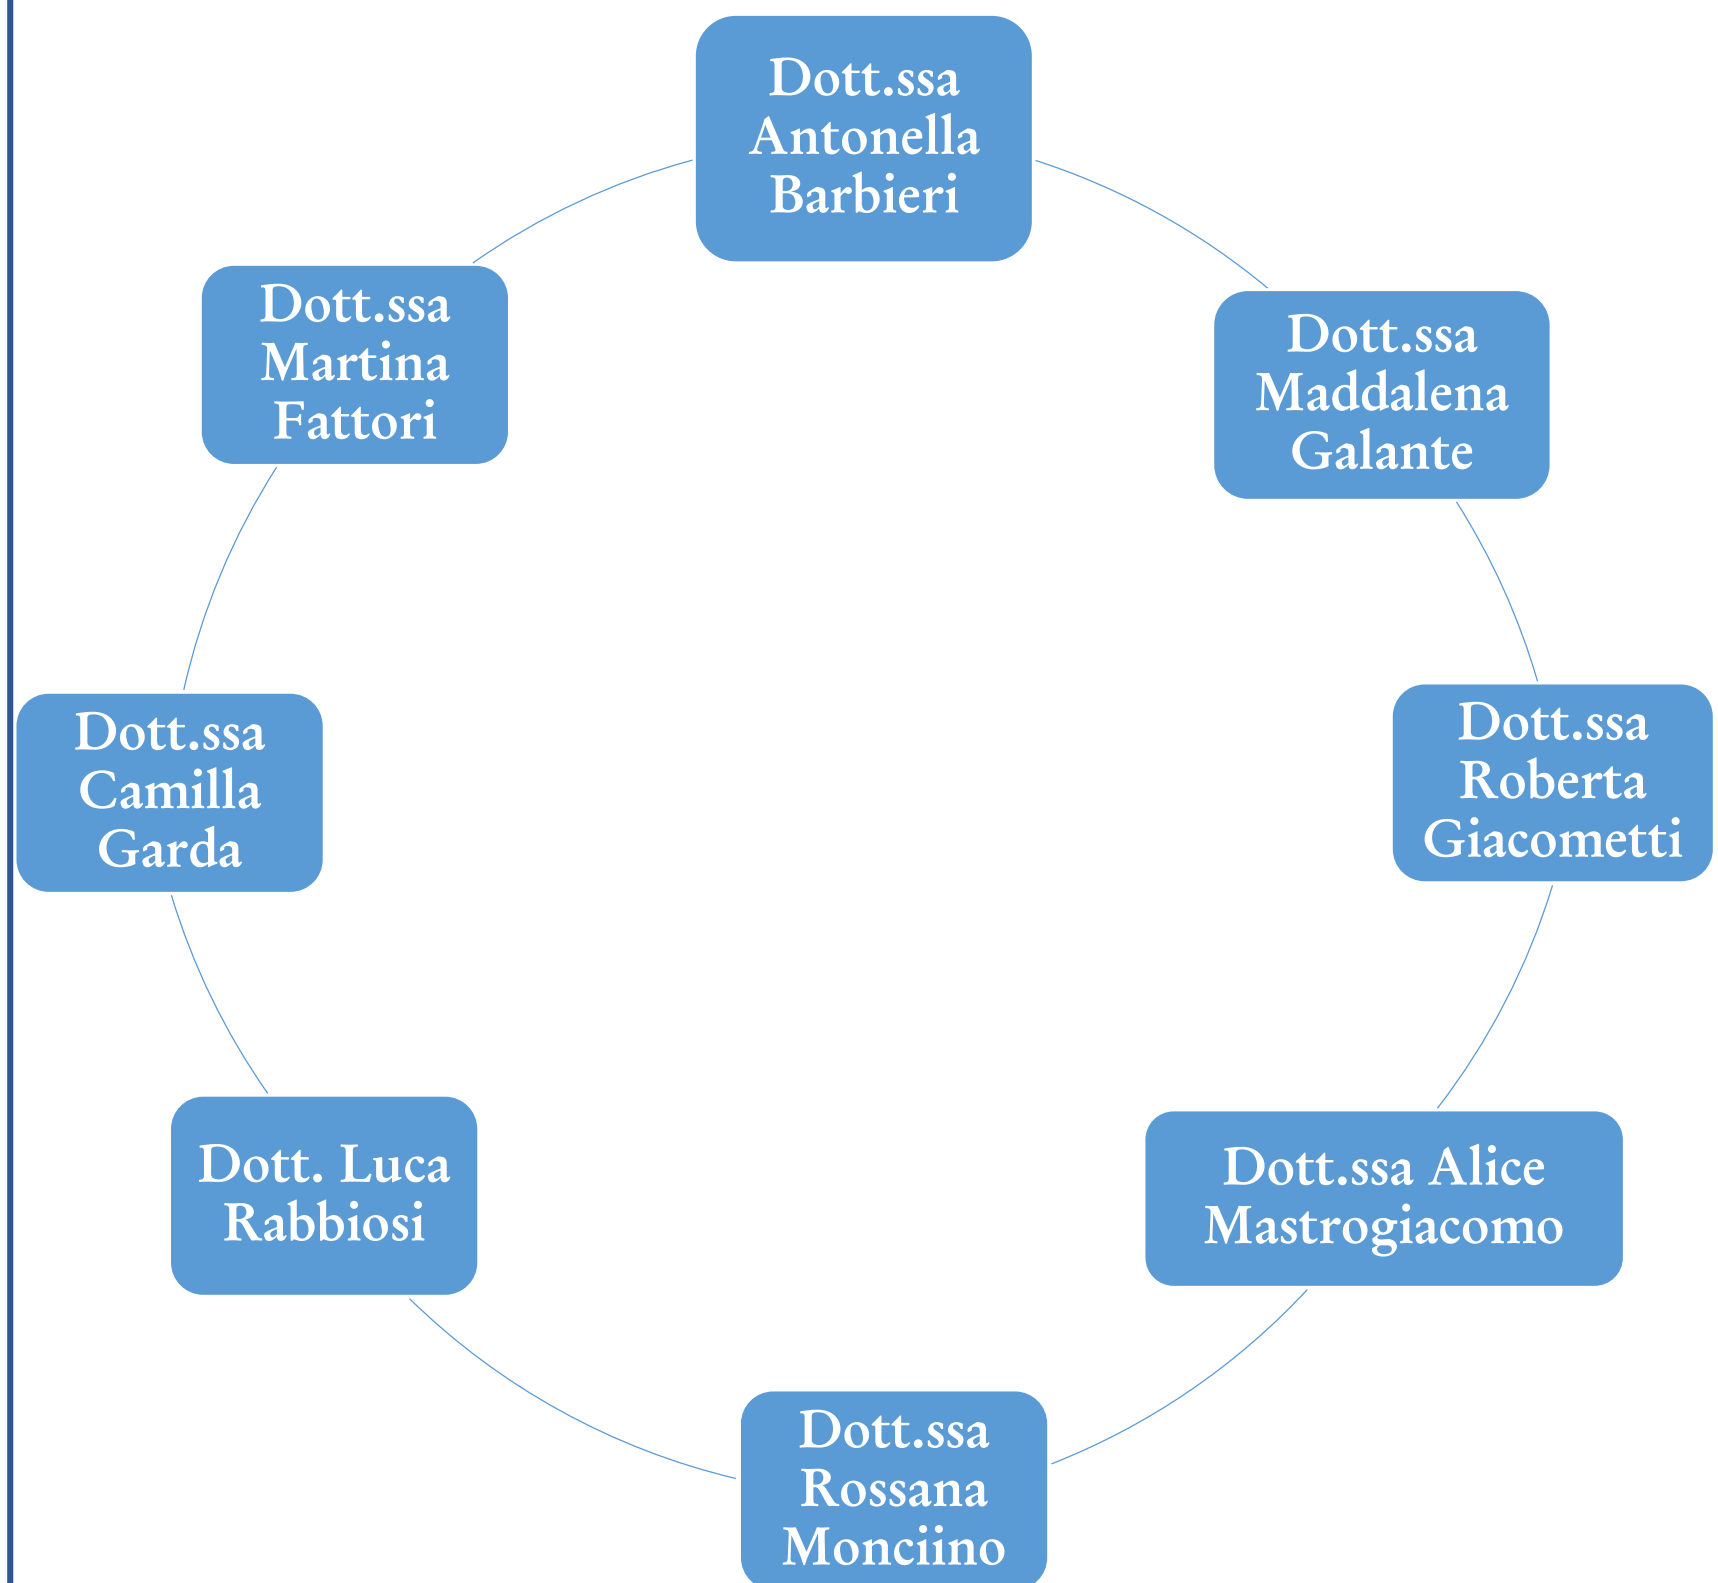 Dott.ssa
Antonella
Barbieri
Dott.ssa
Maddalena
Galante
Dott.ssa
Roberta
Giacometti
Dott.ssa Alice
Mastrogiacomo
Dott.ssa
Rossana
Monciino
Dott. Luca
Rabbiosi
Dott.ssa
Camilla
Garda
Dott.ssa
Martina
Fattori